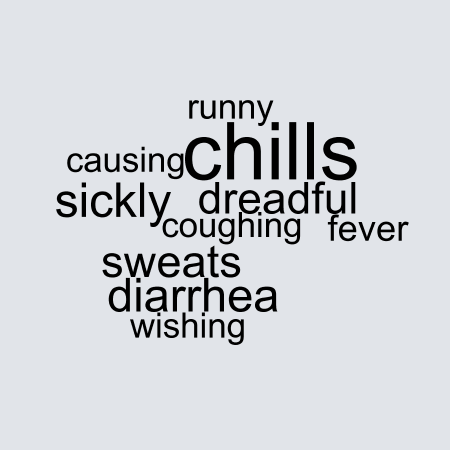 runny
causing chills
sickly dreadful
coughing fever
sweats
diarrhea
wishing